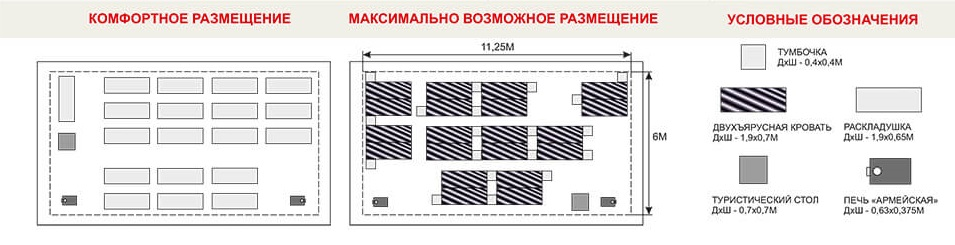 КОМФОРТНОЕ РАЗМЕЩЕНИЕ
МАКСИМАЛЬНО ВОЗМОЖНОЕ РАЗМЕЩЕНИЕ
УСЛОВНЫЕ ОБОЗНАЧЕНИЯ
11,25М
6М
ТУМБОЧКА
ДхШ - 0,4х0,4М
ДВУХЪЯРУСНАЯ КРОВАТЬ
ДхШ - 1,9х0,7М
РАСКЛАДУШКА
ДхШ - 1,9х0,65М
ТУРИСТИЧЕСКИЙ СТОЛ
ДхШ - 0,7х0,7М
ПЕЧЬ «АРМЕЙСКАЯ»
ДхШ - 0,63х0,375М